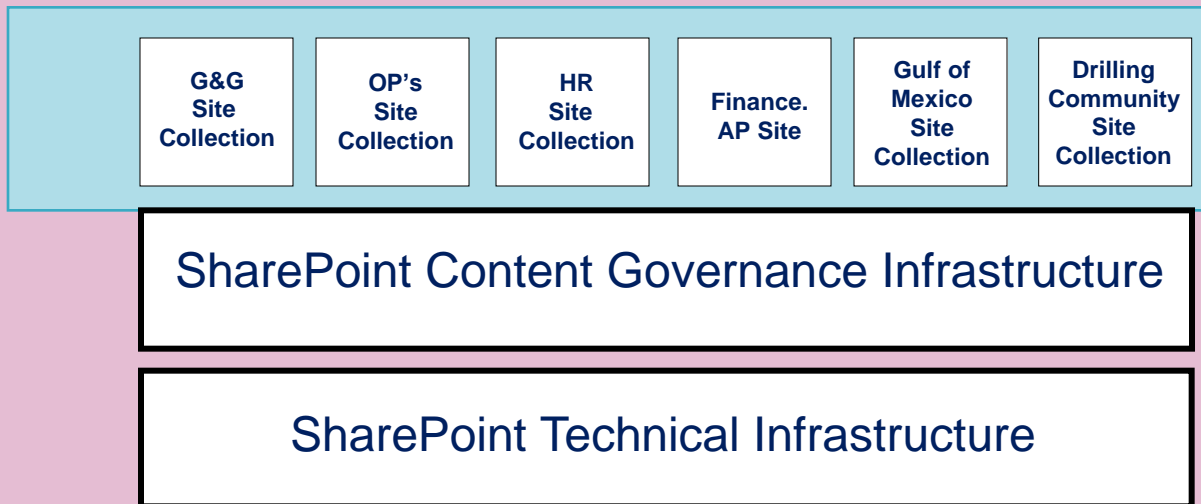 G&G
Site
Collection
OP's
Site
Collection
HR
Site
Collection
Finance.
AP Site
Gulf of
Mexico
Site
Collection
Drilling
Community
Site
Collection
SharePoint Content Governance Infrastructure
SharePoint Technical Infrastructure